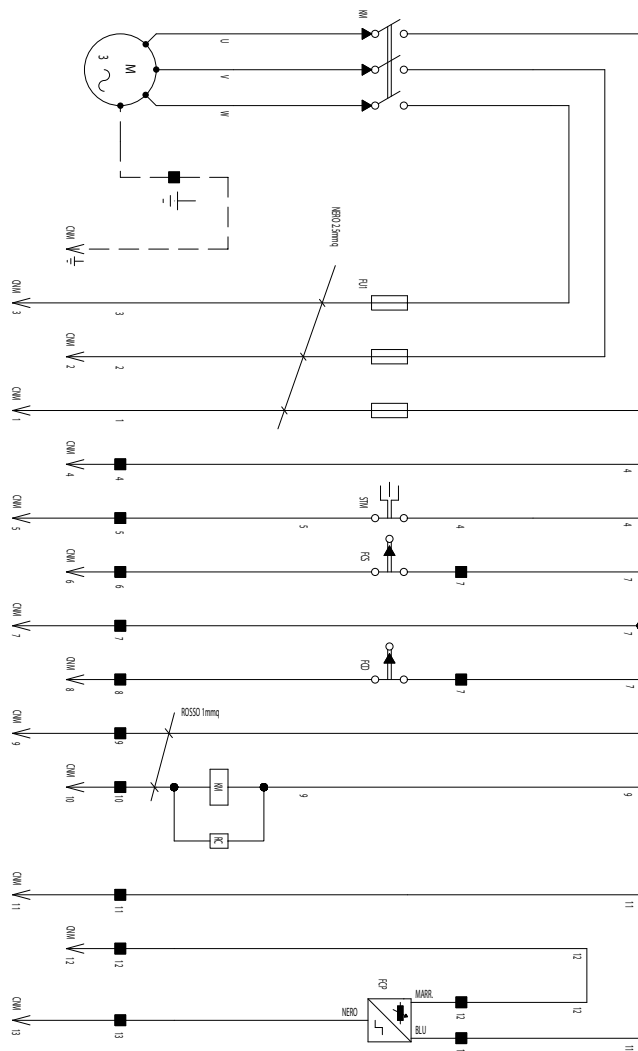 KM
U
V
W
M
3
CNM
NERO 2.5mmq
CNM
3
3
FU1
CNM
2
2
CNM
1
1
CNM
4
4
4
STM
CNM
5
5
5
4
4
FCS
CNM
6
6
7
7
CNM
7
7
7
FCD
CNM
8
8
7
7
ROSSO 1mmq
CNM
9
9
CNM
10
10
KM
9
9
RC
CNM
11
11
11
CNM
12
12
12
FCP
MARR.
12
12
NERO
CNM
13
13
BLU
11